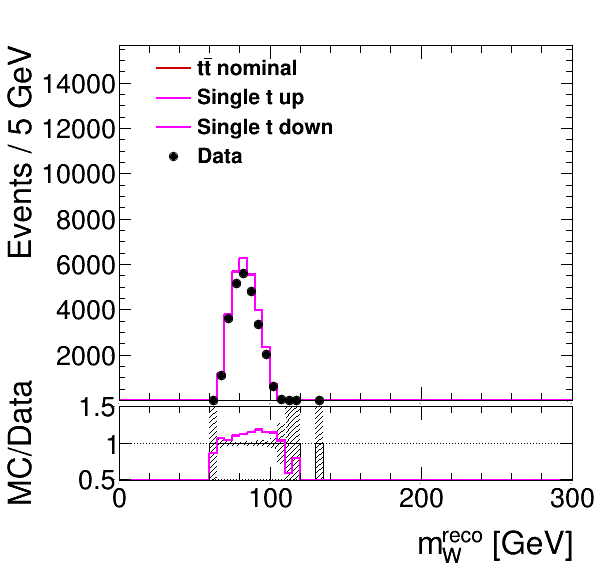 Events / 5 GeV
14000
12000
10000
8000
6000
4000
2000
tt̄ nominal
Single t up
Single t down
Data
MC/Data
1.5
1
0.5
0 100 200 300
m_W^reco [GeV]